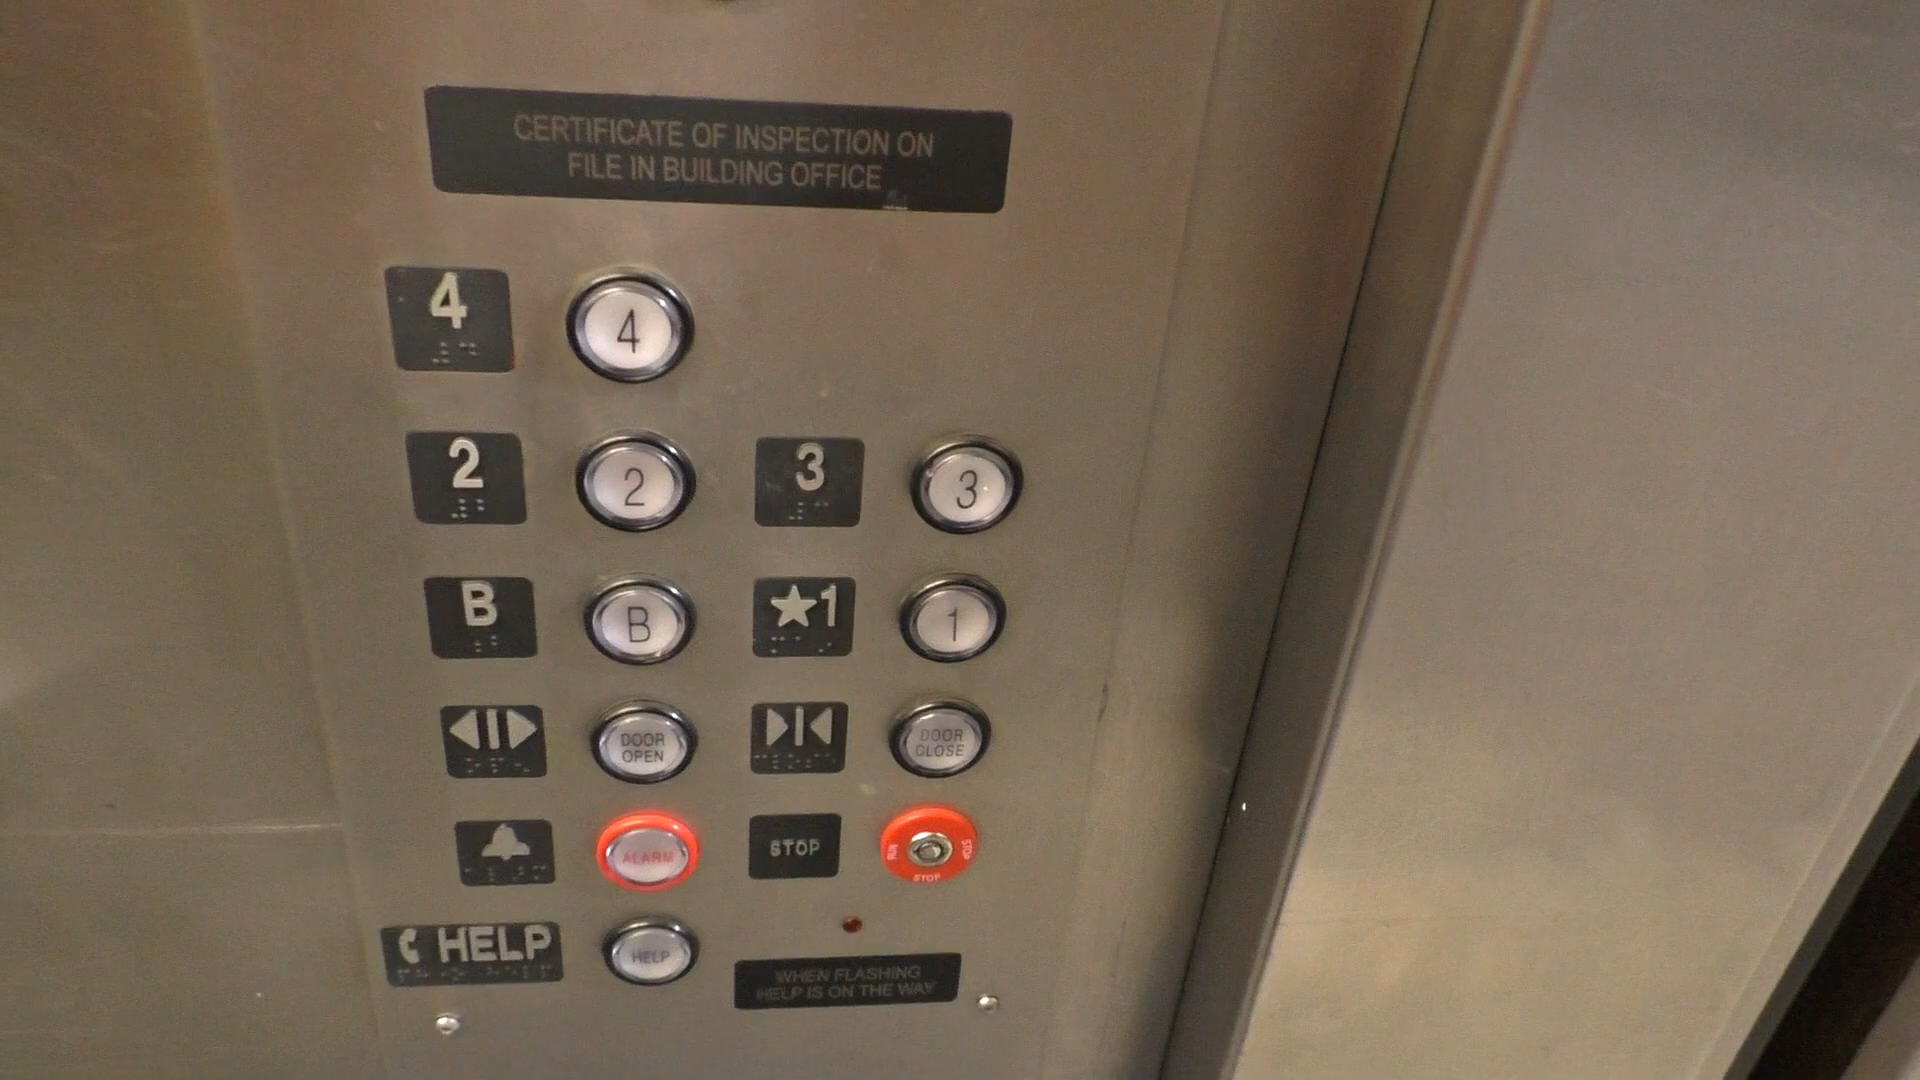 CERTIFICATE OF INSPECTION ON
FILE IN BUILDING OFFICE
4 4
2 2 3 3
B B ★1 1
DOOR
OPEN
DOOR
CLOSE
ALARM
STOP
RUN STOP
STOP
HELP HELP
WHEN FLASHING
HELP IS ON THE WAY